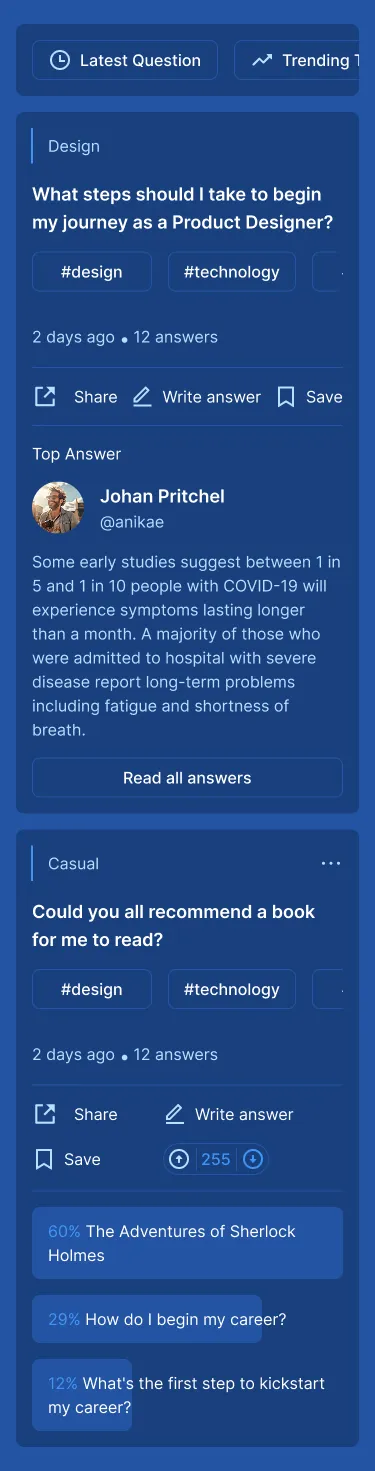 Latest Question
Trending
Design
What steps should I take to begin
my journey as a Product Designer?
#design
#technology
2 days ago • 12 answers
Share
Write answer
Save
Top Answer
Johan Pritchel
@anikae
Some early studies suggest between 1 in
5 and 1 in 10 people with COVID-19 will
experience symptoms lasting longer
than a month. A majority of those who
were admitted to hospital with severe
disease report long-term problems
including fatigue and shortness of
breath.
Read all answers
Casual
Could you all recommend a book
for me to read?
#design
#technology
2 days ago • 12 answers
Share
Write answer
Save
255
60% The Adventures of Sherlock
Holmes
29% How do I begin my career?
12% What's the first step to kickstart
my career?